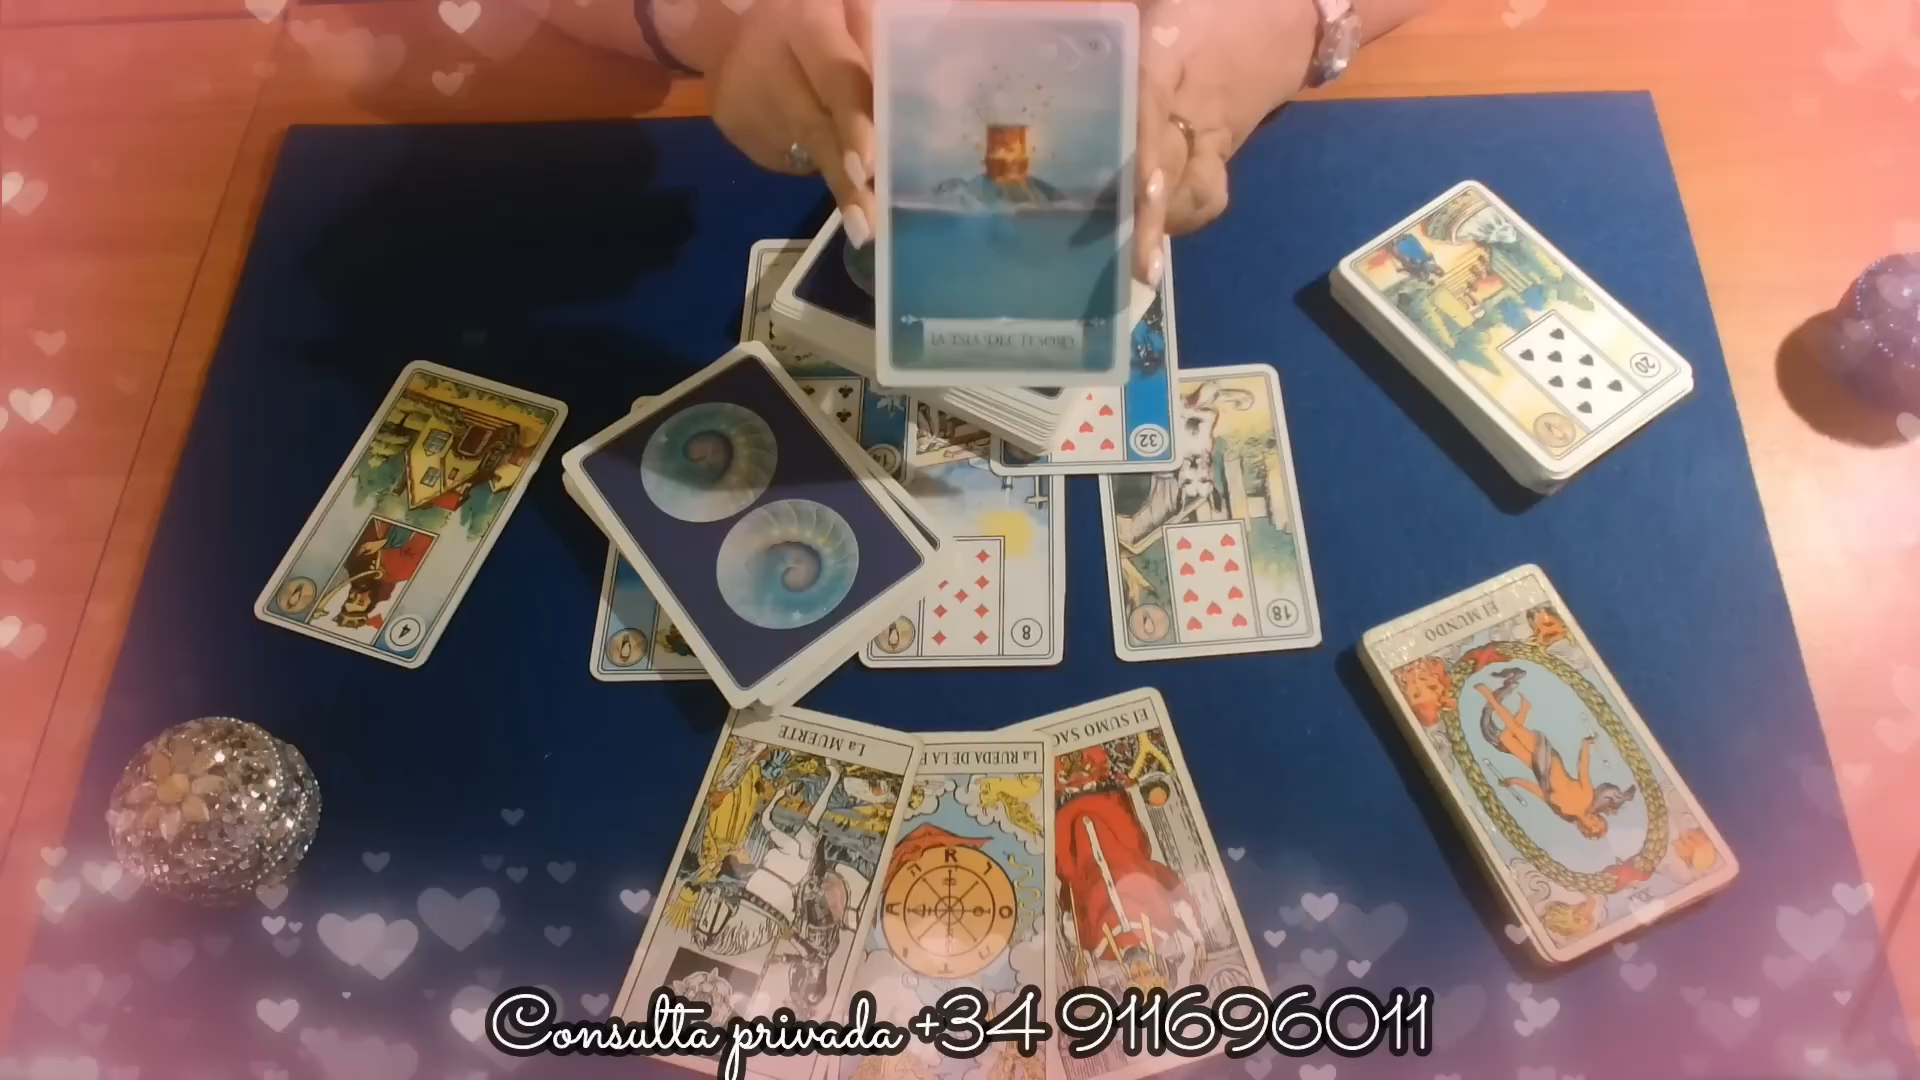 LA ISLA DEL TESORO
20
32
4
8
18
El MUNDO
La MUERTE
La RUEDA DE LA
El SUMO SAC
Consulta privada +34 911696011